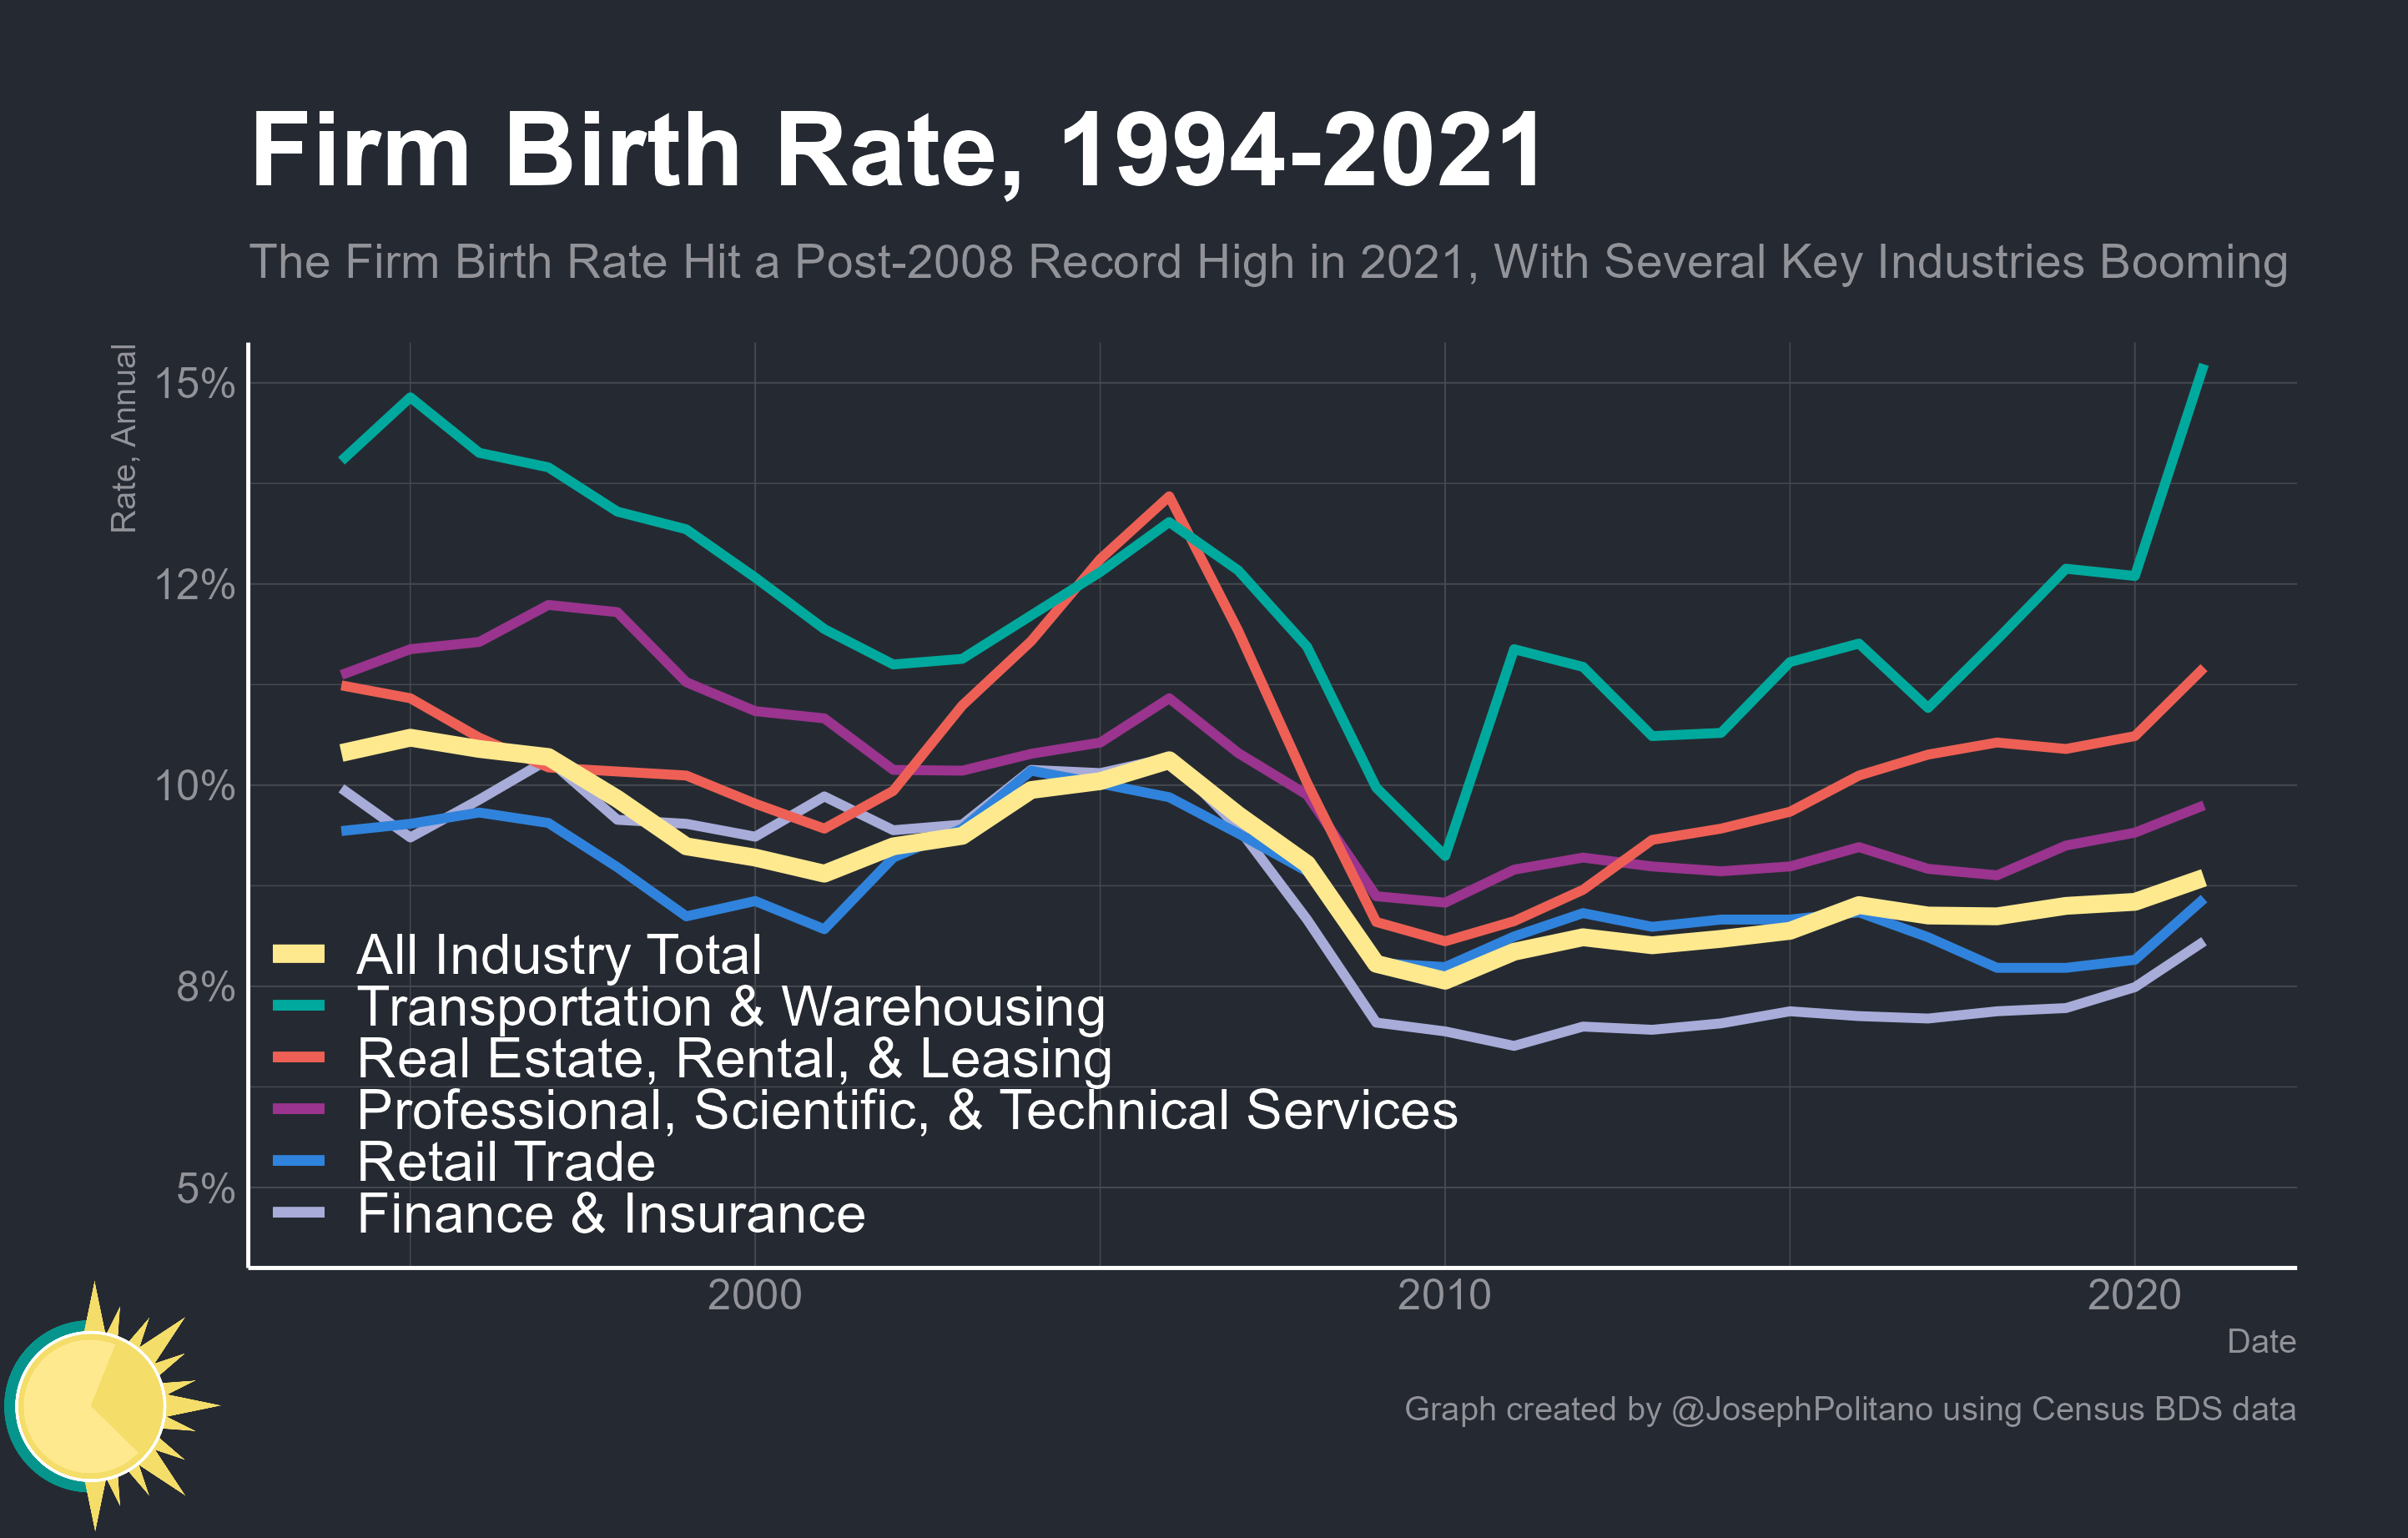 Firm Birth Rate, 1994-2021
The Firm Birth Rate Hit a Post-2008 Record High in 2021, With Several Key Industries Booming
Rate, Annual
15%
12%
10%
8%
5%
All Industry Total
Transportation & Warehousing
Real Estate, Rental, & Leasing
Professional, Scientific, & Technical Services
Retail Trade
Finance & Insurance
2000 2010 2020
Date
Graph created by @JosephPolitano using Census BDS data